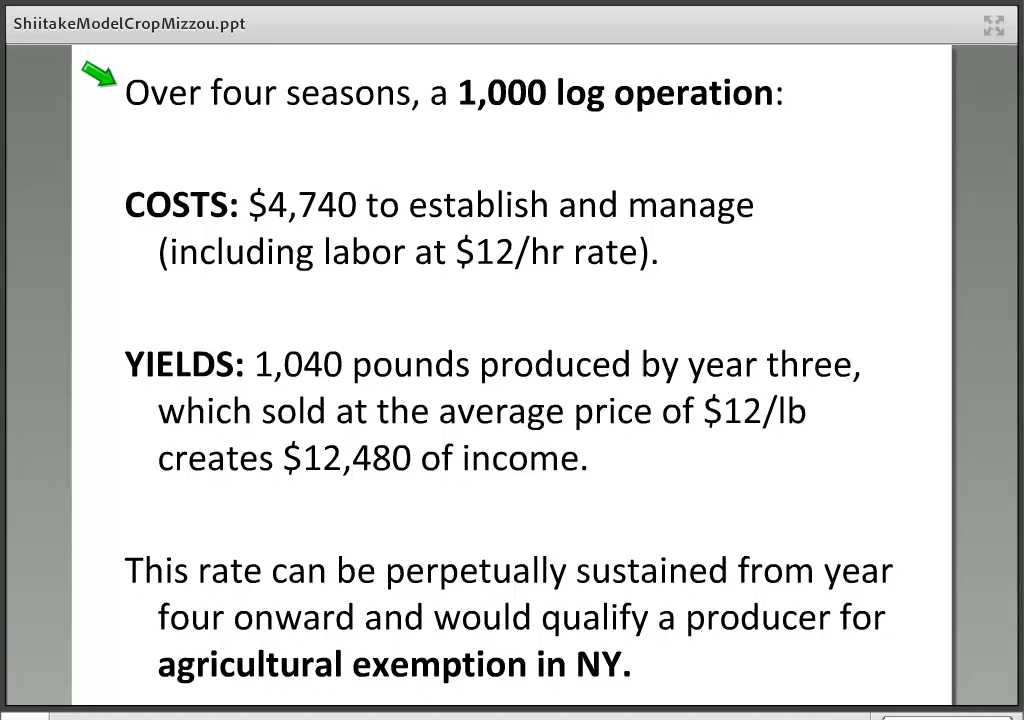 ShiitakeModelCropMizzou.ppt
Over four seasons, a 1,000 log operation:
COSTS: $4,740 to establish and manage
(including labor at $12/hr rate).
YIELDS: 1,040 pounds produced by year three,
which sold at the average price of $12/lb
creates $12,480 of income.
This rate can be perpetually sustained from year
four onward and would qualify a producer for
agricultural exemption in NY.